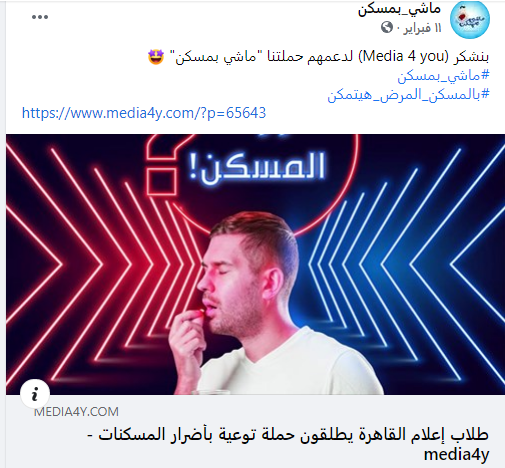 ماشي_بمسكن
١١ فبراير ·
بنشكر (Media 4 you) لدعمهم حملتنا "ماشي بمسكن" 🤩
#ماشي_بمسكن
#بالمسكن_المرض_هيتمكن
https://www.media4y.com/?p=65643
المسكن!
MEDIA4Y.COM
طلاب إعلام القاهرة يطلقون حملة توعية بأضرار المسكنات -
media4y